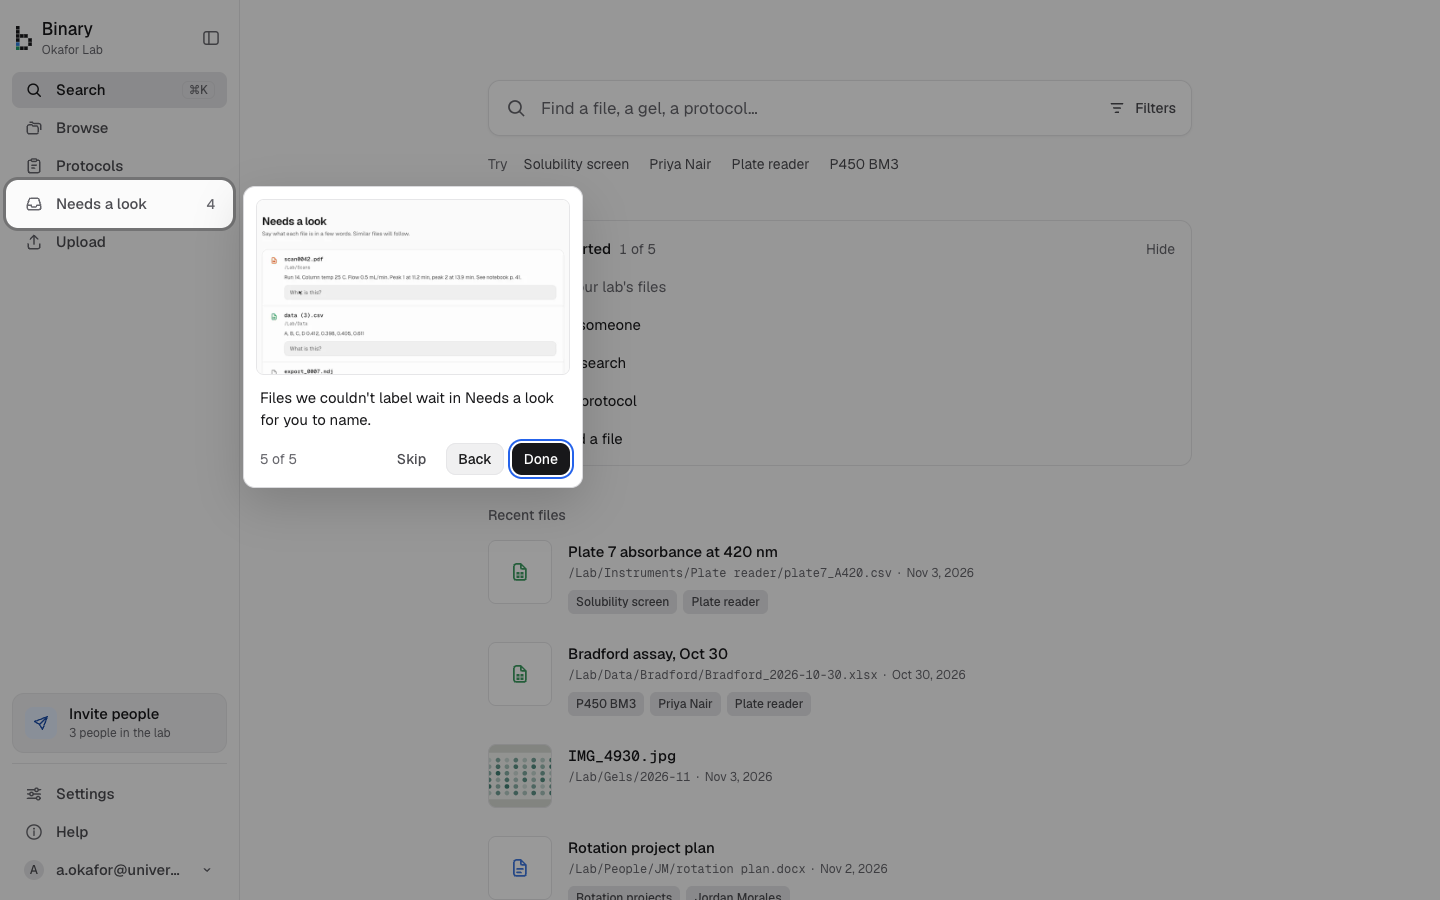 Binary
Okafor Lab
Search ⌘K
Browse
Protocols
Needs a look 4
Upload
Invite people
3 people in the lab
Settings
Help
A a.okafor@univer...
Find a file, a gel, a protocol...
Filters
Try Solubility screen Priya Nair Plate reader P450 BM3
Needs a look
Say what each file is in a few words. Similar files will follow.
scan0042.pdf
/Lab/Scans
Run 14. Column temp 25 C. Flow 0.5 mL/min. Peak 1 at 11.2 min, peak 2 at 13.9 min. See notebook p. 41.
What is this?
data (3).csv
/Lab/Data
What is this?
export_0007.ndj
Files we couldn't label wait in Needs a look
for you to name.
5 of 5 Skip Back Done
rted 1 of 5 Hide
our lab's files
someone
search
protocol
d a file
Recent files
Plate 7 absorbance at 420 nm
/Lab/Instruments/Plate reader/plate7_A420.csv · Nov 3, 2026
Solubility screen Plate reader
Bradford assay, Oct 30
/Lab/Data/Bradford/Bradford_2026-10-30.xlsx · Oct 30, 2026
P450 BM3 Priya Nair Plate reader
IMG_4930.jpg
/Lab/Gels/2026-11 · Nov 3, 2026
Rotation project plan
/Lab/People/JM/rotation plan.docx · Nov 2, 2026
Rotation projects Jordan Morales